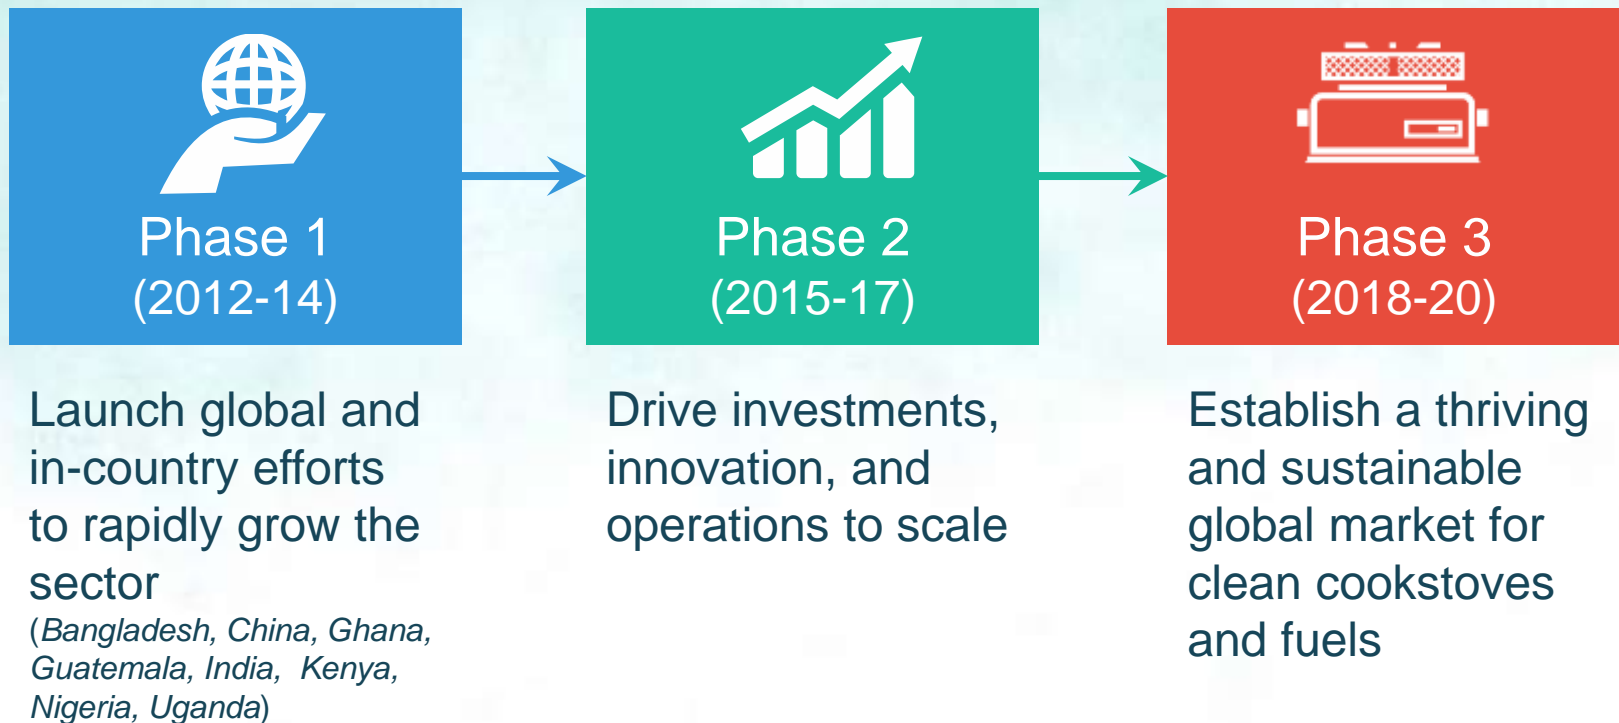 Phase 1
(2012-14)
Launch global and
in-country efforts
to rapidly grow the
sector
(Bangladesh, China, Ghana,
Guatemala, India, Kenya,
Nigeria, Uganda)
Phase 2
(2015-17)
Drive investments,
innovation, and
operations to scale
Phase 3
(2018-20)
Establish a thriving
and sustainable
global market for
clean cookstoves
and fuels